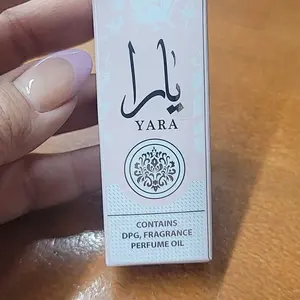 يارا
YARA
CONTAINS
DPG, FRAGRANCE
PERFUME OIL